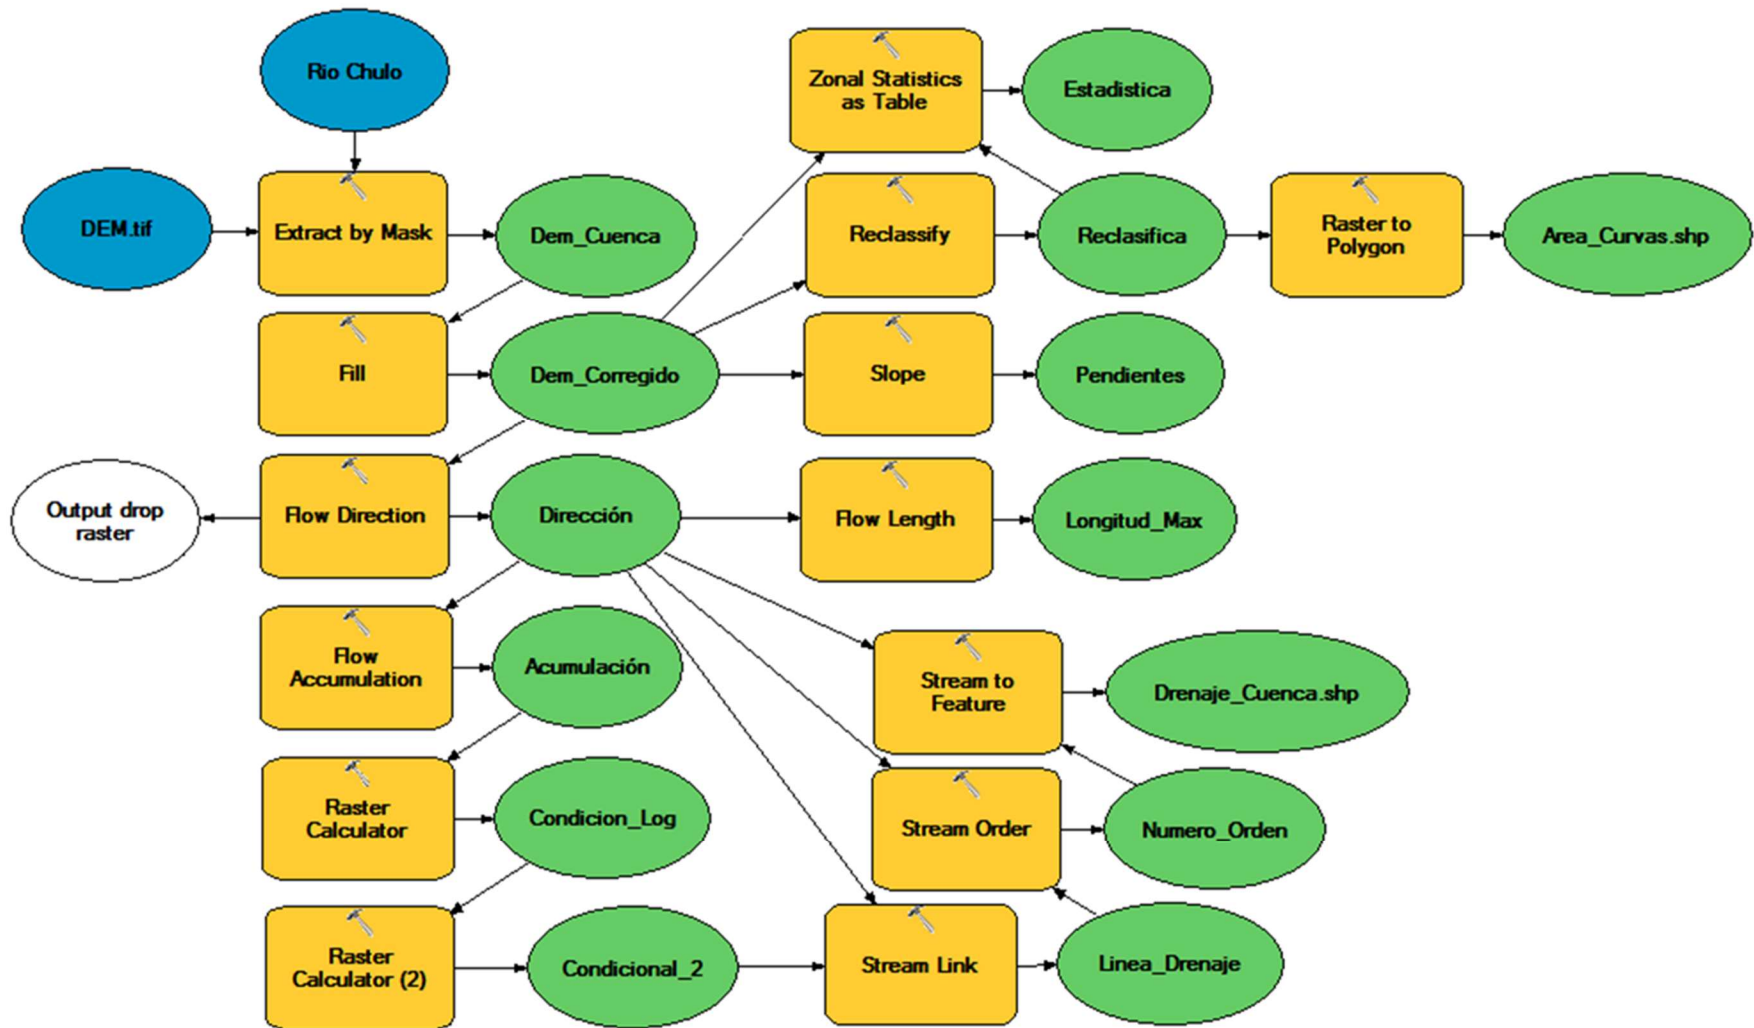 Rio Chulo
Zonal Statistics
as Table
Estadistica
DEM.tif
Extract by Mask
Dem_Cuenca
Reclassify
Reclasifica
Raster to
Polygon
Area_Curvas.shp
Fill
Dem_Corregido
Slope
Pendientes
Output drop
raster
Flow Direction
Dirección
Flow Length
Longitud_Max
Flow
Accumulation
Acumulación
Stream to
Feature
Drenaje_Cuenca.shp
Raster
Calculator
Condicion_Log
Stream Order
Numero_Orden
Raster
Calculator (2)
Condicional_2
Stream Link
Linea_Drenaje